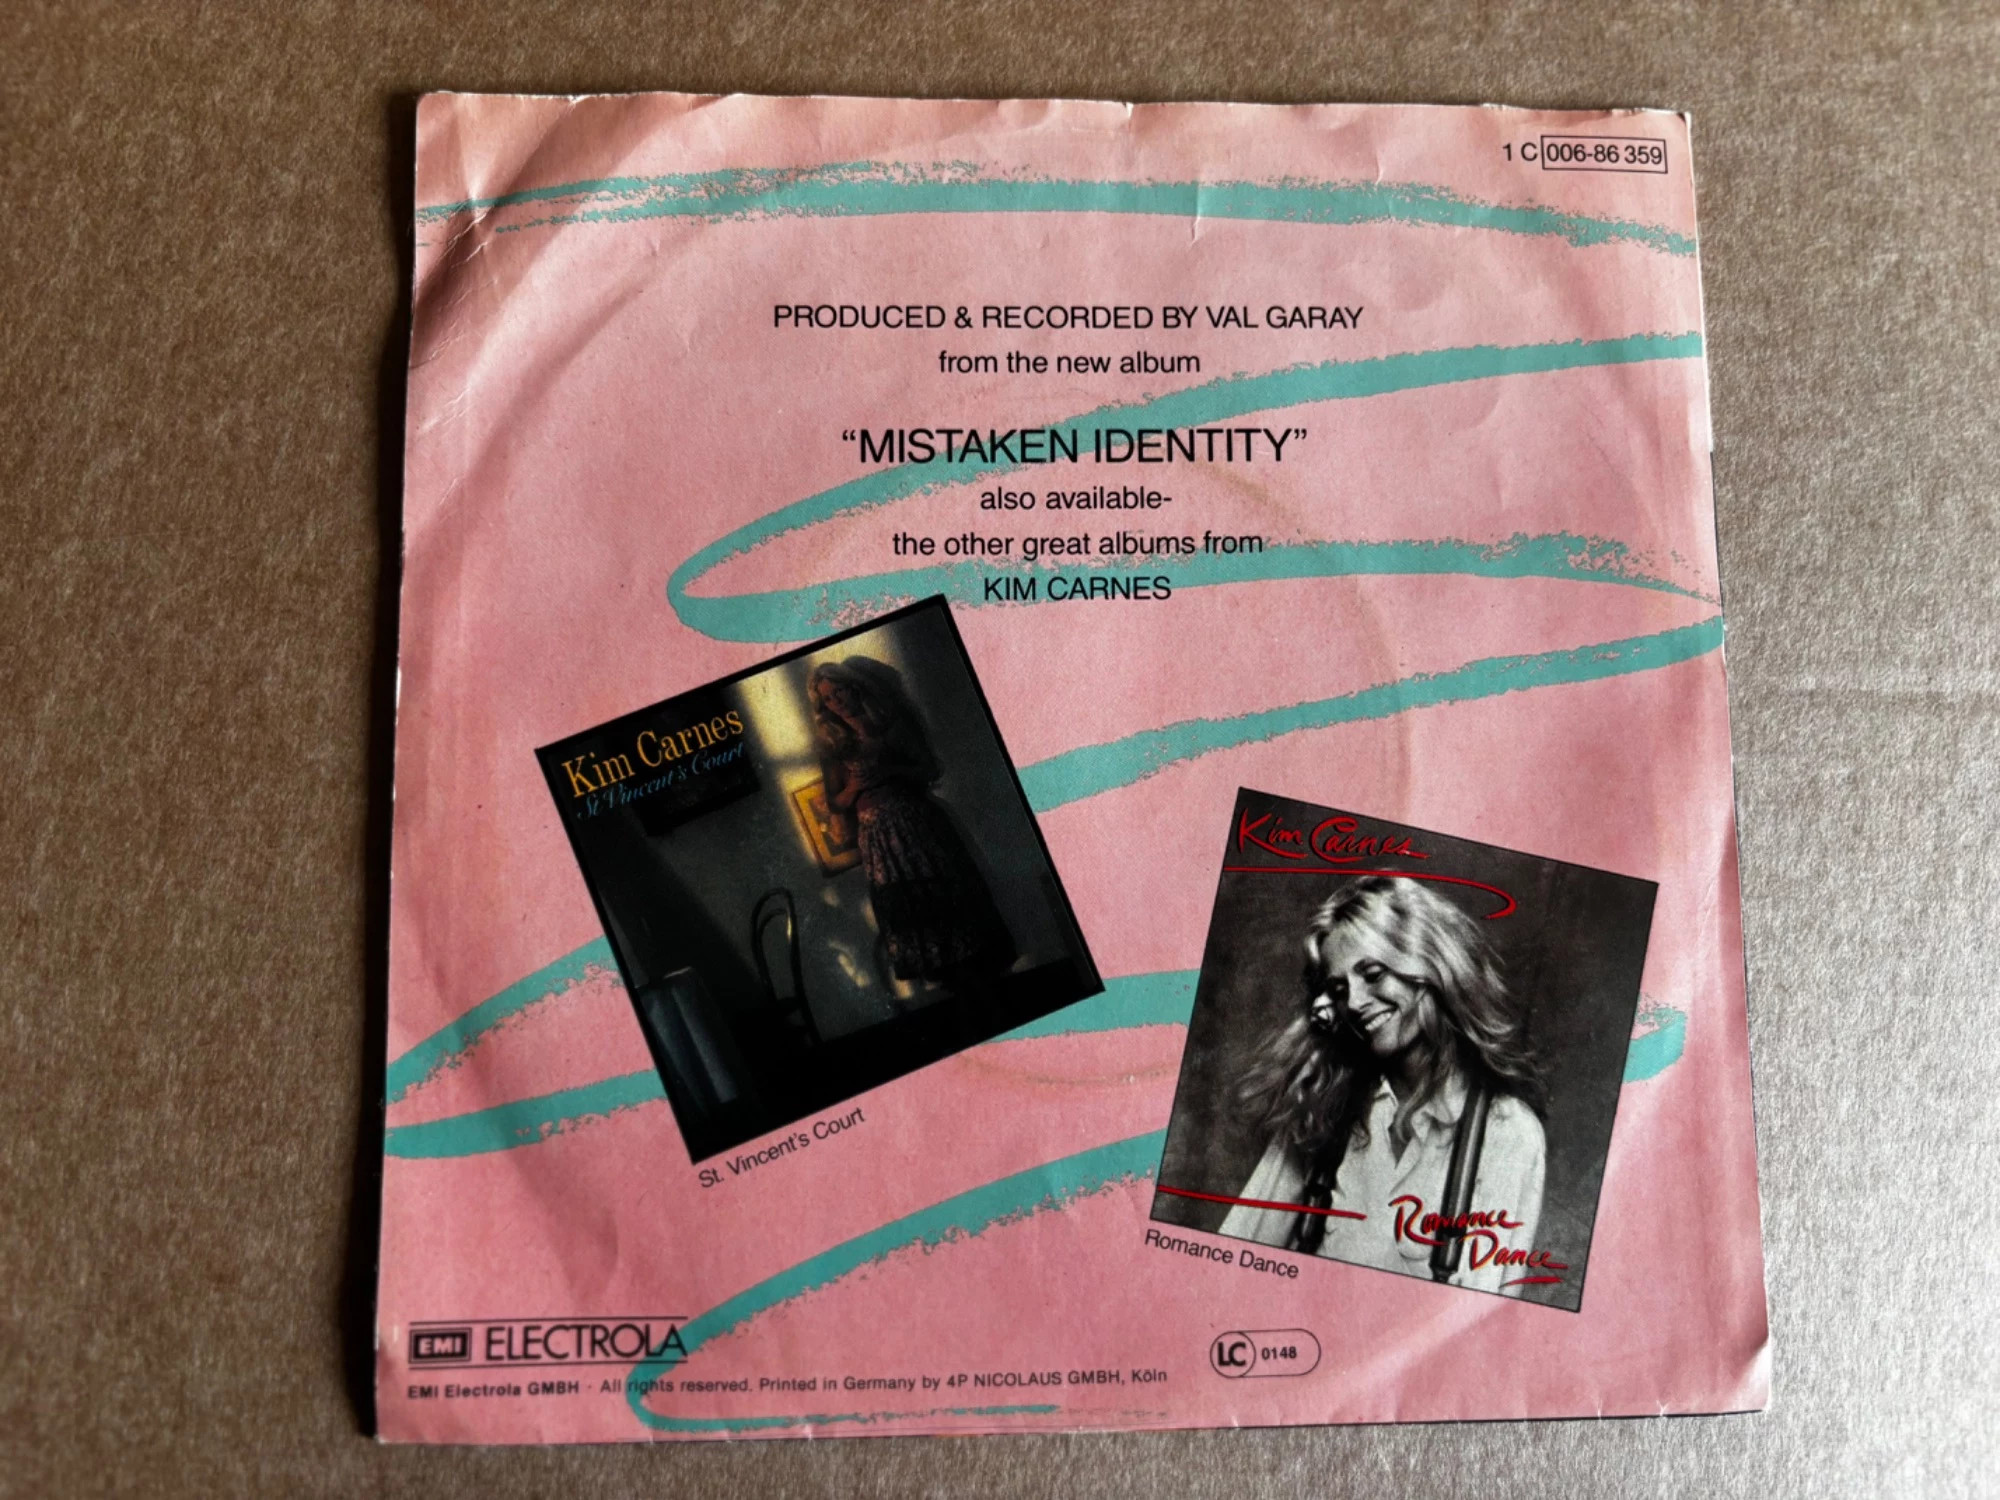 1 C 006-86 359
PRODUCED & RECORDED BY VAL GARAY
from the new album
“MISTAKEN IDENTITY”
also available-
the other great albums from
KIM CARNES
Kim Carnes
St Vincent's Court
St. Vincent's Court
Kim Carnes
Romance
Dance
Romance Dance
EMI ELECTROLA
LC 0148
EMI Electrola GMBH · All rights reserved. Printed in Germany by 4P NICOLAUS GMBH, Köln